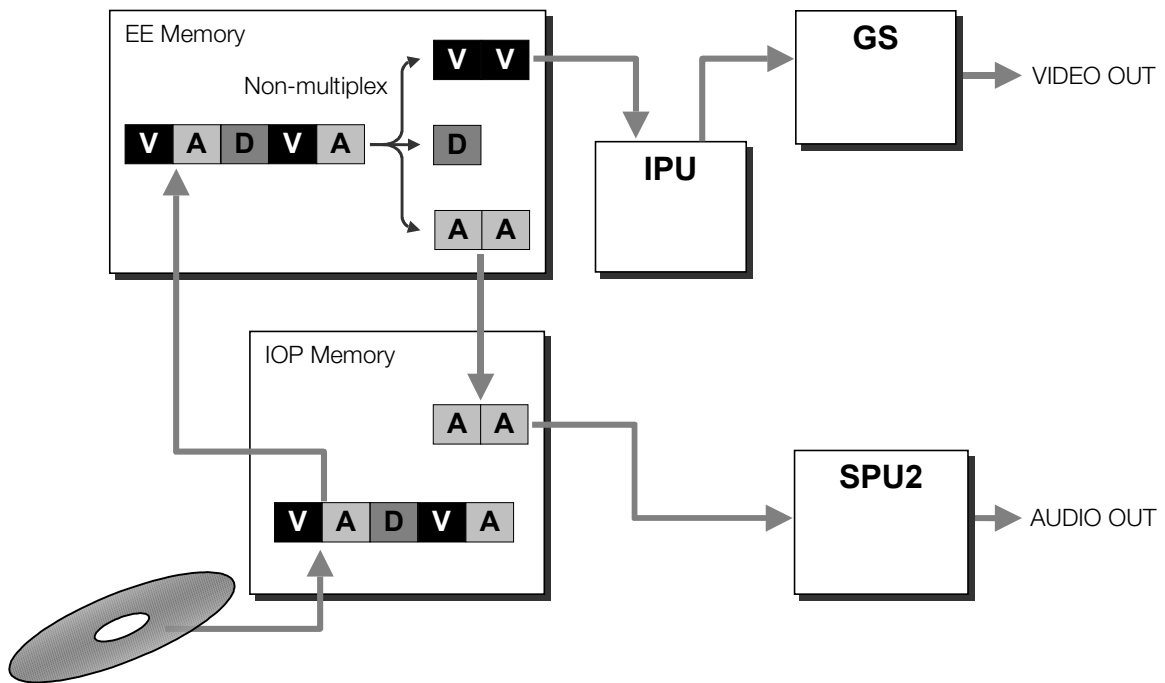 EE Memory
Non-multiplex
V A D V A
V V
D
A A
IPU
GS
VIDEO OUT
IOP Memory
A A
V A D V A
SPU2
AUDIO OUT